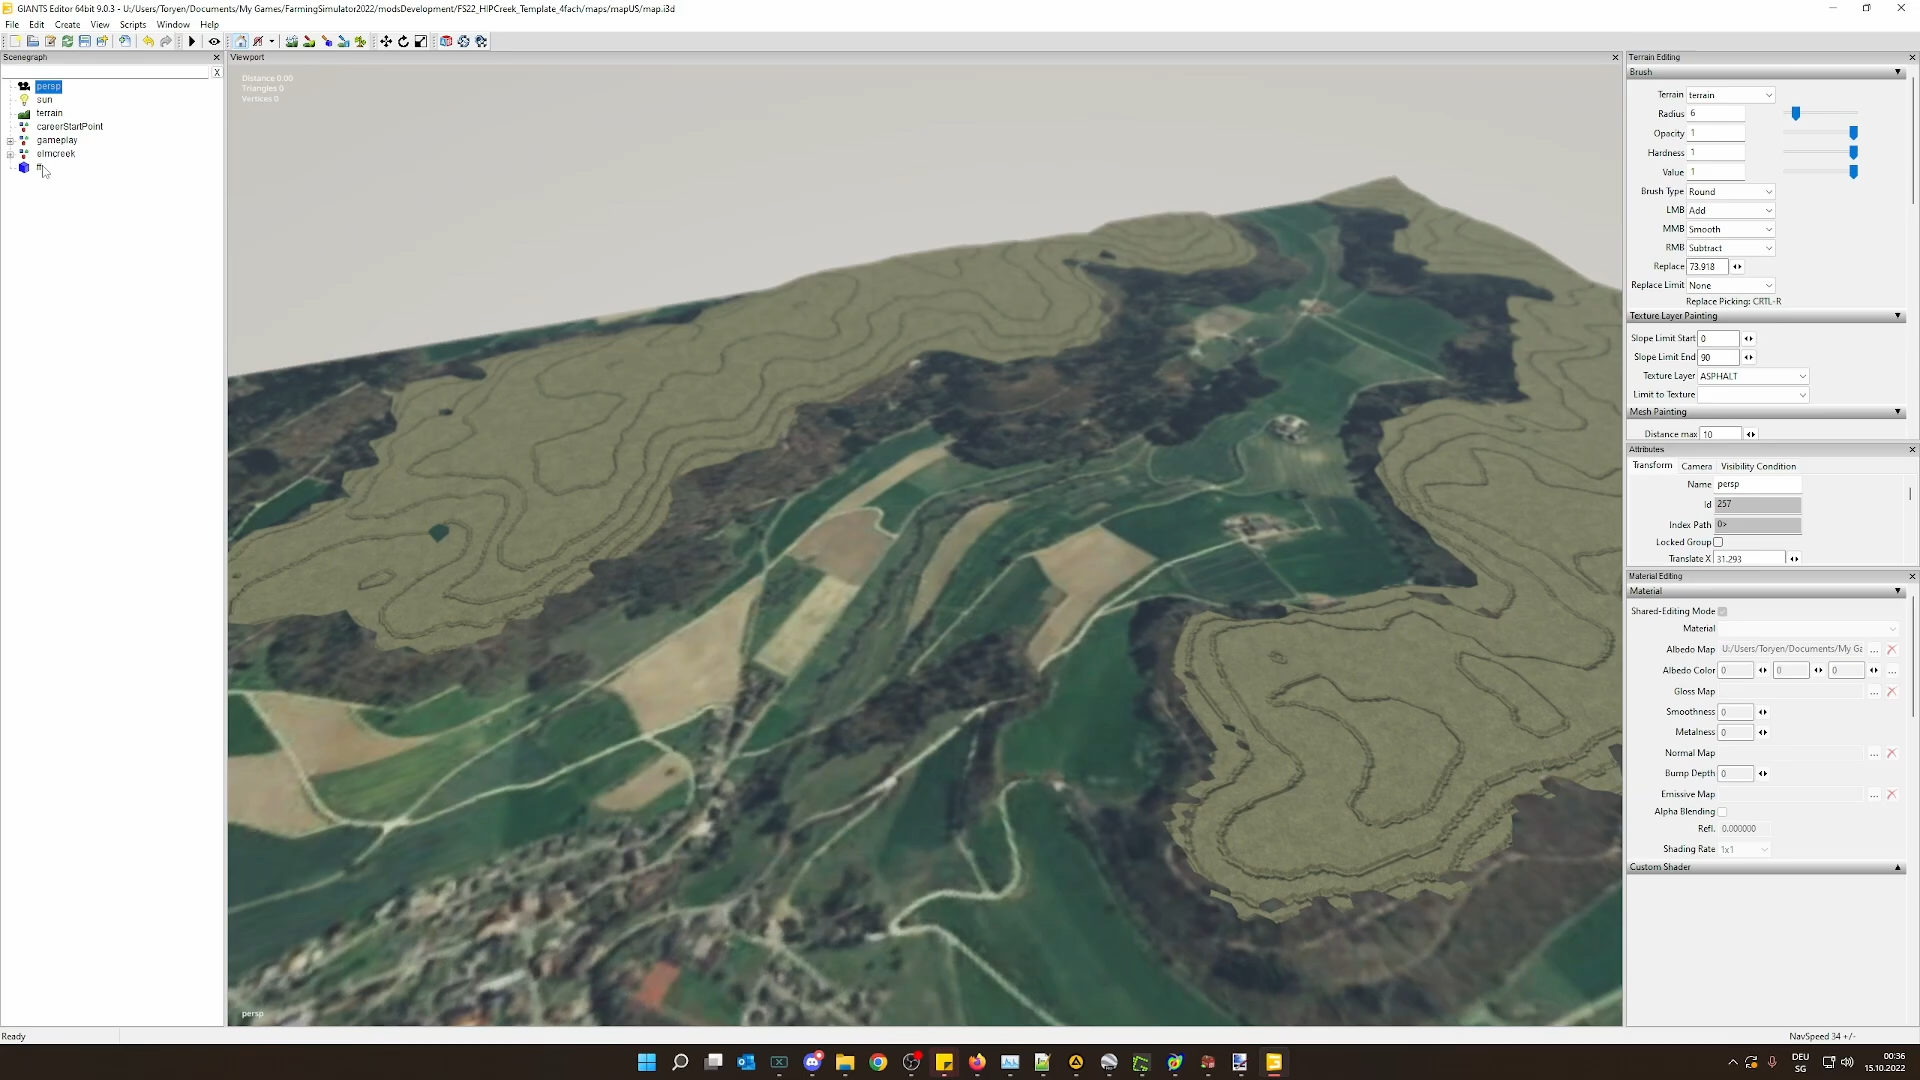 GIANTS Editor 64bit 9.0.3 - U:/Users/Toryen/Documents/My Games/FarmingSimulator2022/modsDevelopment/FS22_HIPCreek_Template_4fach/maps/mapUS/map.i3d
File Edit Create View Scripts Window Help
Scenegraph
X
persp
sun
terrain
careerStartPoint
gameplay
elmcreek
Viewport
Distance 0.00
Triangles 0
Vertices 0
persp
Terrain Editing
Brush
Terrain terrain
Radius 6
Opacity 1
Hardness 1
Value 1
Brush Type Round
LMB Add
MMB Smooth
RMB Subtract
Replace 73.918
Replace Limit None
Replace Picking: CRTL-R
Texture Layer Painting
Slope Limit Start 0
Slope Limit End 90
Texture Layer ASPHALT
Limit to Texture
Mesh Painting
Distance max 10
Attributes
Transform Camera Visibility Condition
Name persp
Id 257
Index Path 0>
Locked Group
Translate X 31.293
Material Editing
Material
Shared-Editing Mode
Material
Albedo Map U:/Users/Toryen/Documents/My Ga ...
Albedo Color 0 0 0 ...
Gloss Map ...
Smoothness 0
Metalness 0
Normal Map ...
Bump Depth 0
Emissive Map ...
Alpha Blending
Refl. 0.000000
Shading Rate 1x1
Custom Shader
Ready
NavSpeed 34 +/-
DEU
SG
00:36
15.10.2022